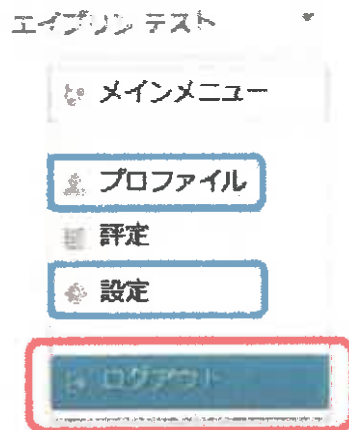 エイプリン テスト
メインメニュー
プロファイル
評定
設定
ログアウト